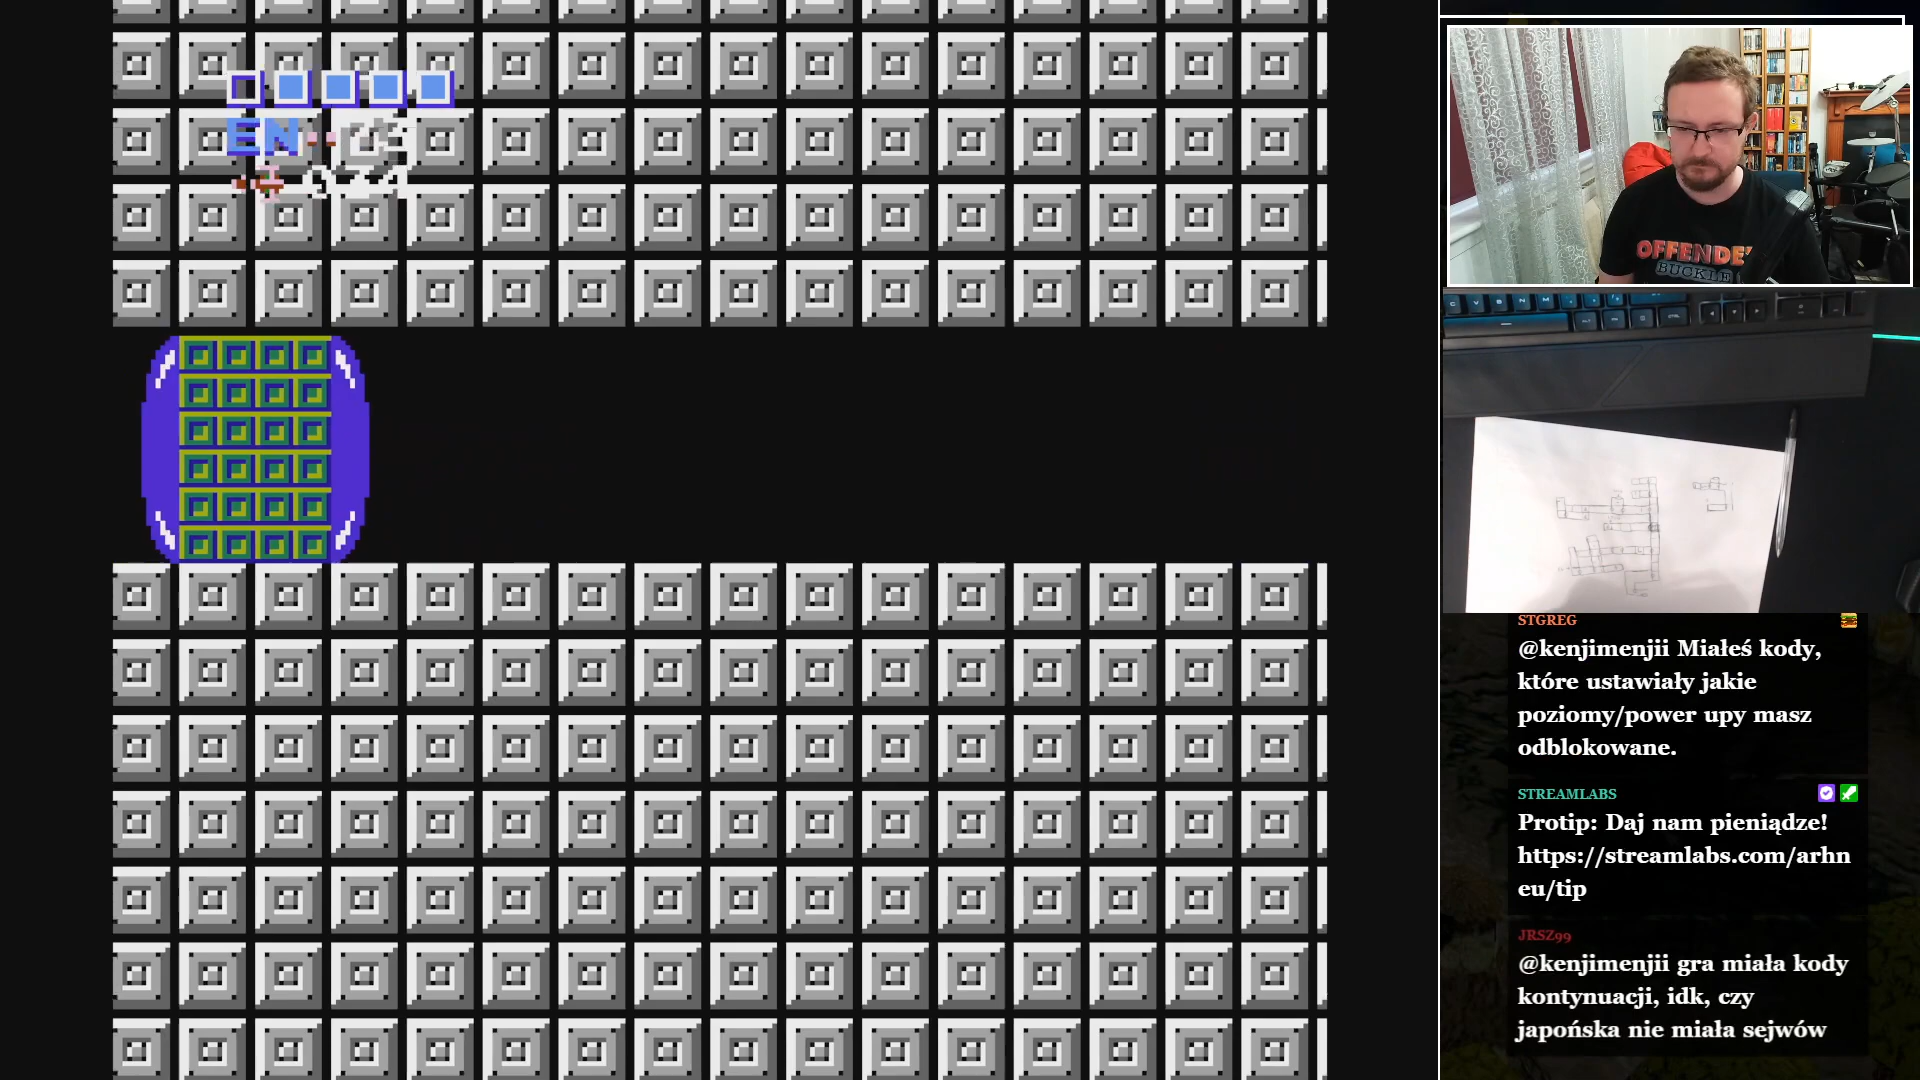 EN
OFFENDE
BUCKLE
STGREG
@kenjimenjii Miałeś kody,
które ustawiały jakie
poziomy/power upy masz
odblokowane.
STREAMLABS
Protip: Daj nam pieniądze!
https://streamlabs.com/arhn
eu/tip
JRSZ99
@kenjimenjii gra miała kody
kontynuacji, idk, czy
japońska nie miała sejwów